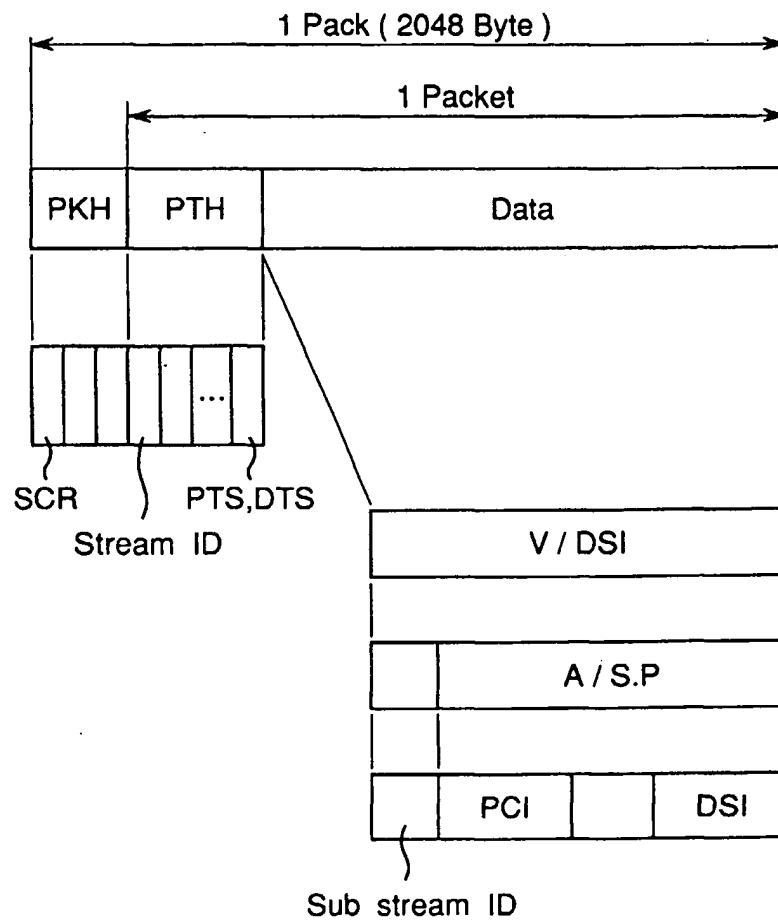 1 Pack ( 2048 Byte )
1 Packet
PKH PTH Data
...
SCR PTS,DTS
Stream ID
V / DSI
A / S.P
PCI DSI
Sub stream ID